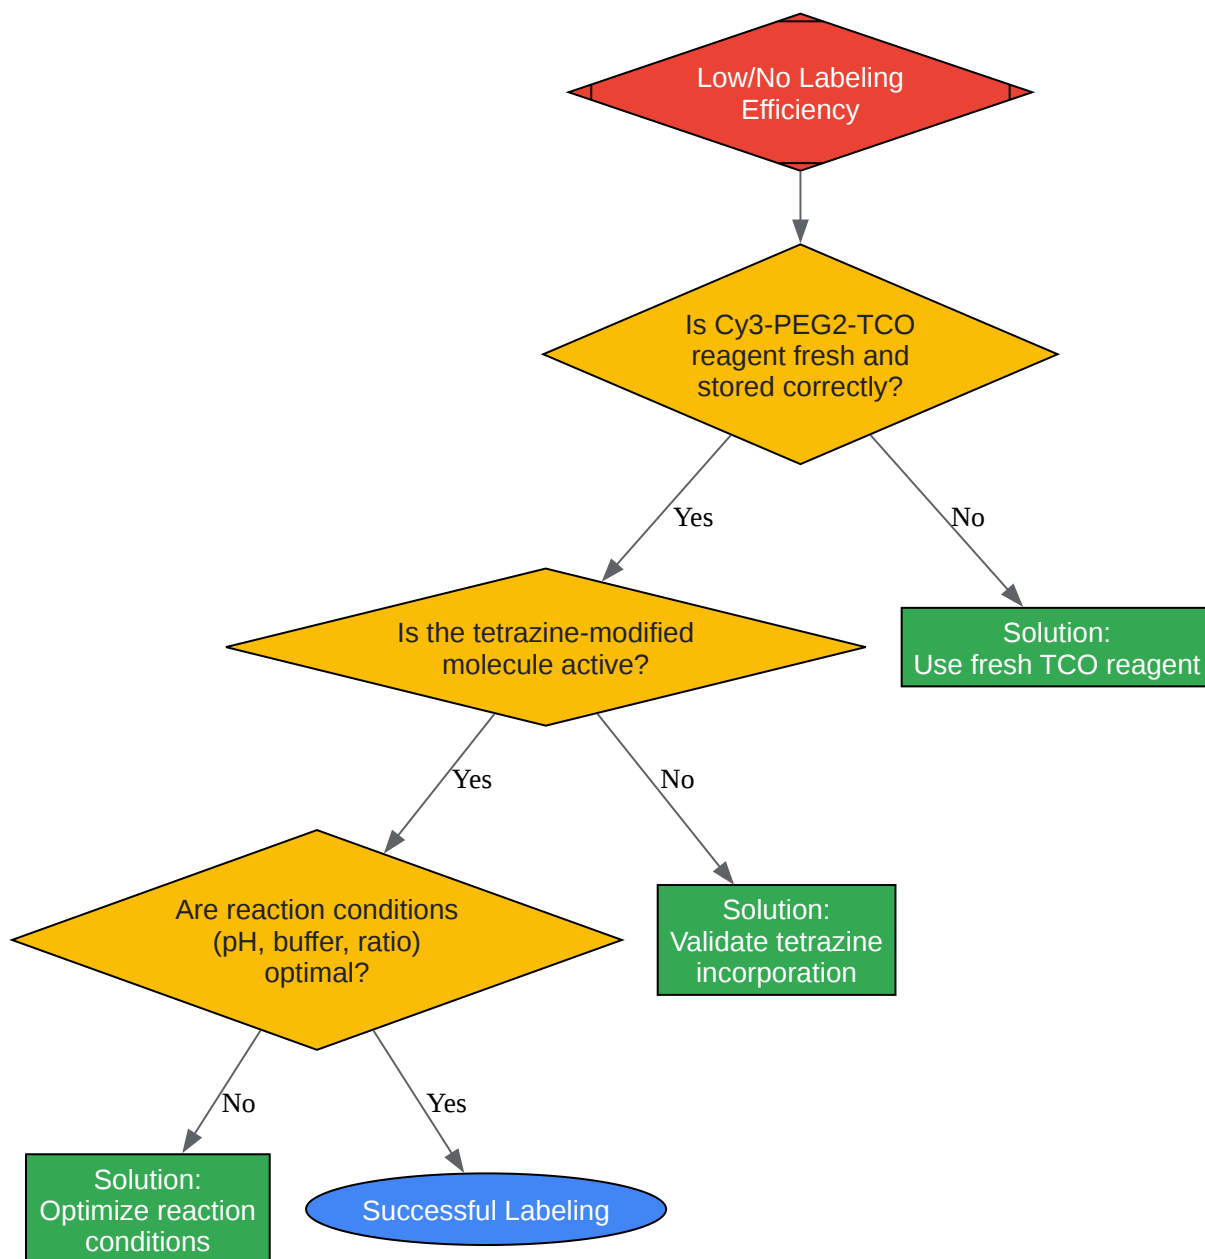 Low/No Labeling
Efficiency
Is Cy3-PEG2-TCO
reagent fresh and
stored correctly?
Yes
No
Is the tetrazine-modified
molecule active?
Solution:
Use fresh TCO reagent
Yes
No
Are reaction conditions
(pH, buffer, ratio)
optimal?
Solution:
Validate tetrazine
incorporation
No
Yes
Solution:
Optimize reaction
conditions
Successful Labeling